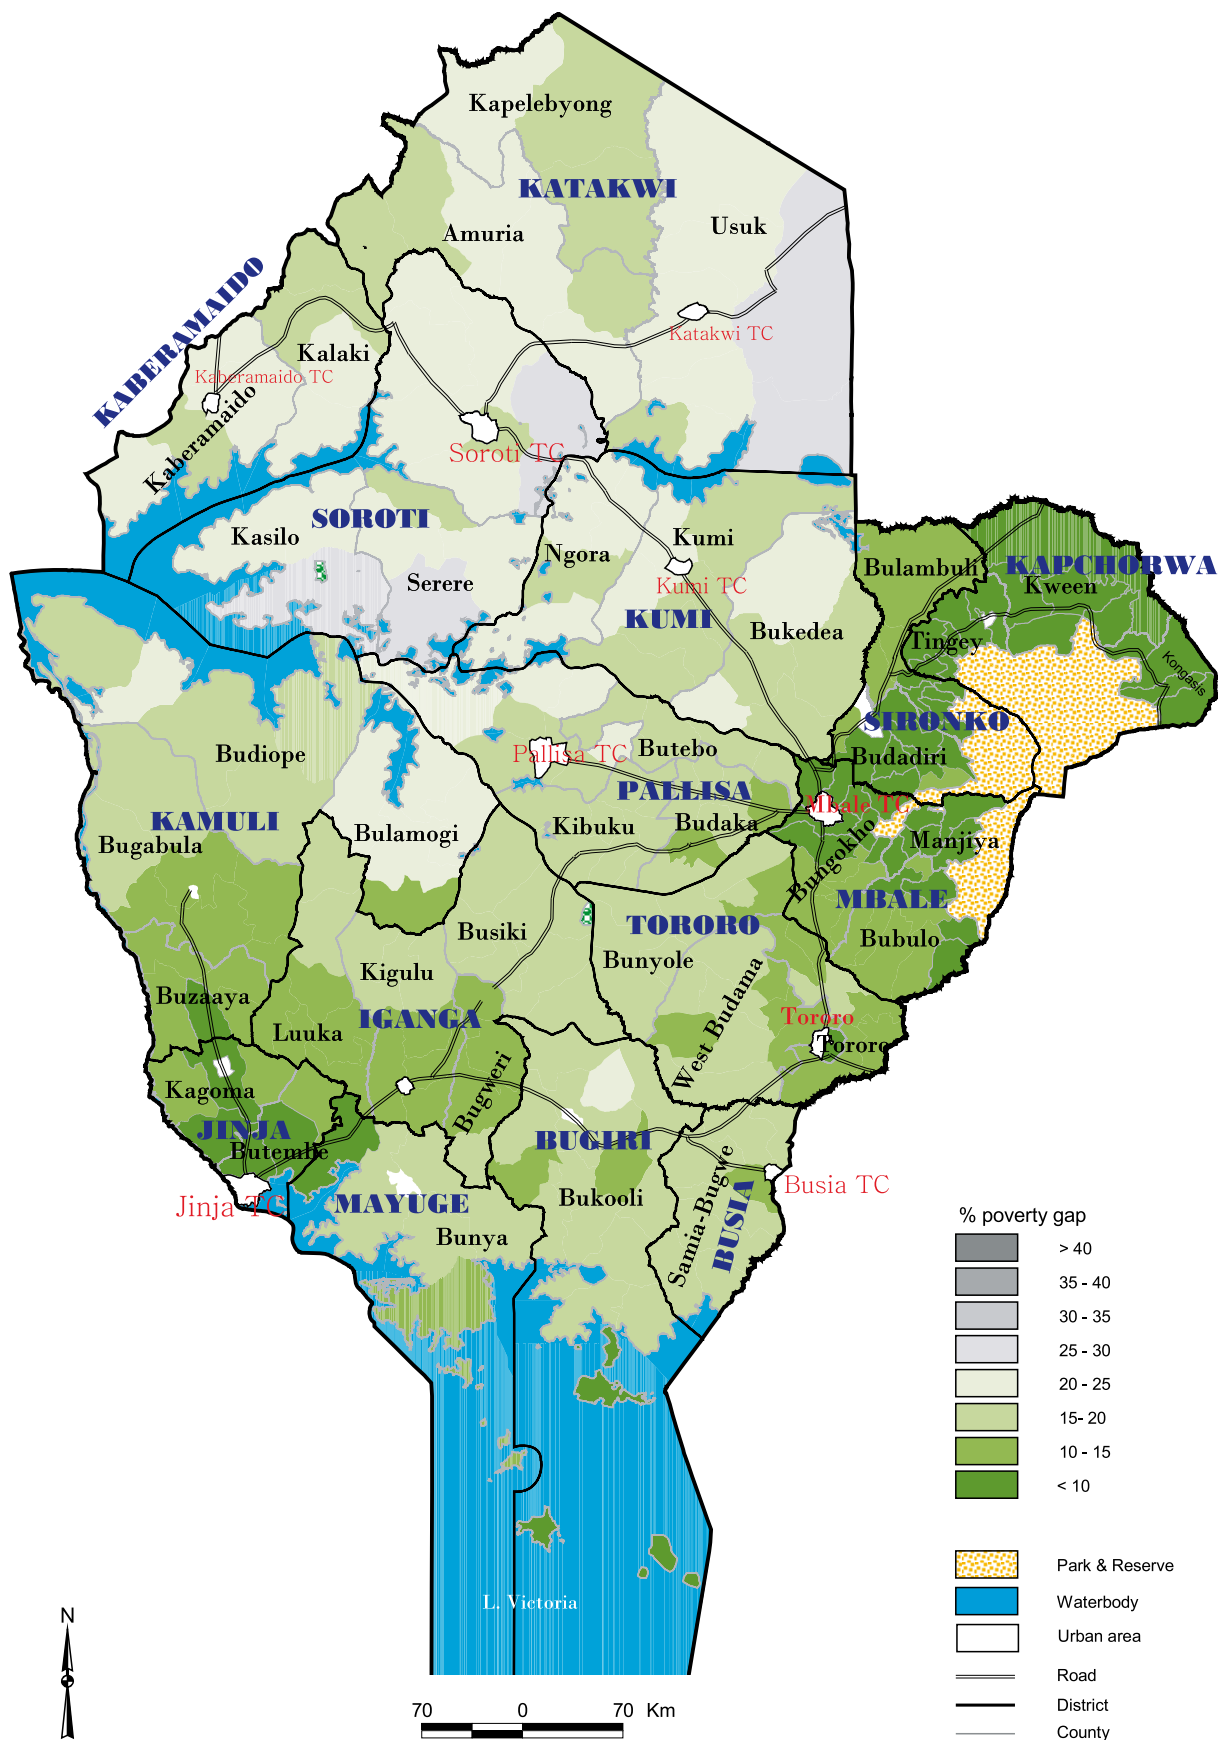 Kapelebyong
KATAKWI
Usuk
Amuria
KABERAMAIDO
Katakwi TC
Kalaki
Kaberamaido TC
Kaberamaido
Soroti TC
SOROTI
Kasilo
Ngora
Kumi
Kumi TC
Serere
KUMI
Bukedea
Bulambuli
KAPCHORWA
Kween
Tingey
Kongasis
SIRONKO
Budadiri
Budiope
Pallisa TC
Butebo
PALLISA
KAMULI
Bugabula
Bulamogi
Kibuku
Budaka
Mbale TC
Bungokho
Manjiya
MBALE
Bubulo
Busiki
TORORO
Bunyole
Kigulu
Buzaaya
IGANGA
Luuka
West Budama
Tororo
Tororo
Kagoma
Bugweri
JINJA
Butembe
BUGIRI
Jinja TC
MAYUGE
Bukooli
Samia-Bugwe
BUSIA
Busia TC
Bunya
L. Victoria
% poverty gap
> 40
35 - 40
30 - 35
25 - 30
20 - 25
15- 20
10 - 15
< 10
Park & Reserve
Waterbody
Urban area
Road
District
County
N
70 0 70 Km